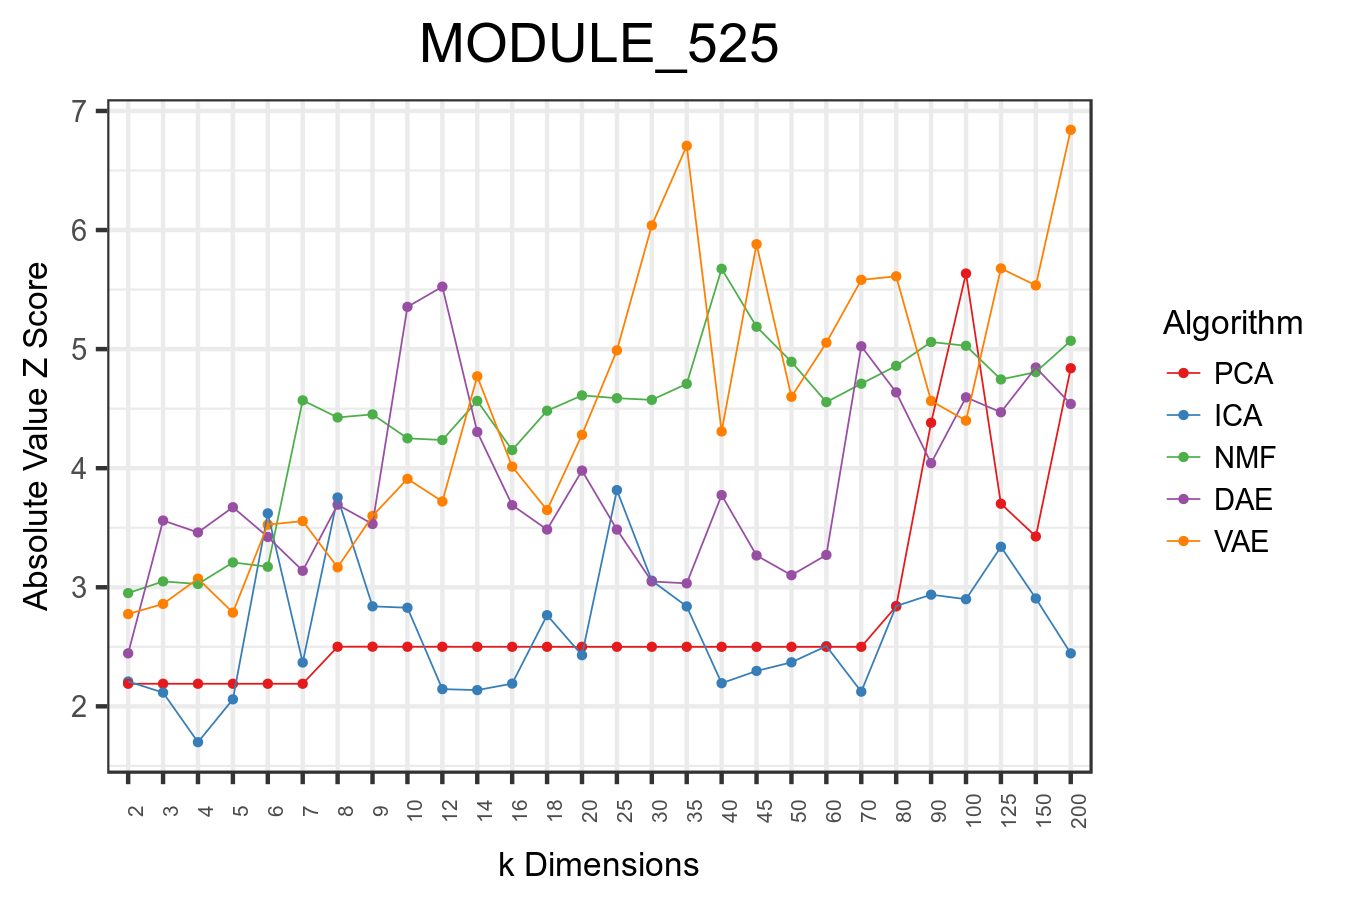 MODULE_525
Absolute Value Z Score
7
6
5
4
3
2
2 3 4 5 6 7 8 9 10 12 14 16 18 20 25 30 35 40 45 50 60 70 80 90 100 125 150 200
k Dimensions
Algorithm
PCA
ICA
NMF
DAE
VAE